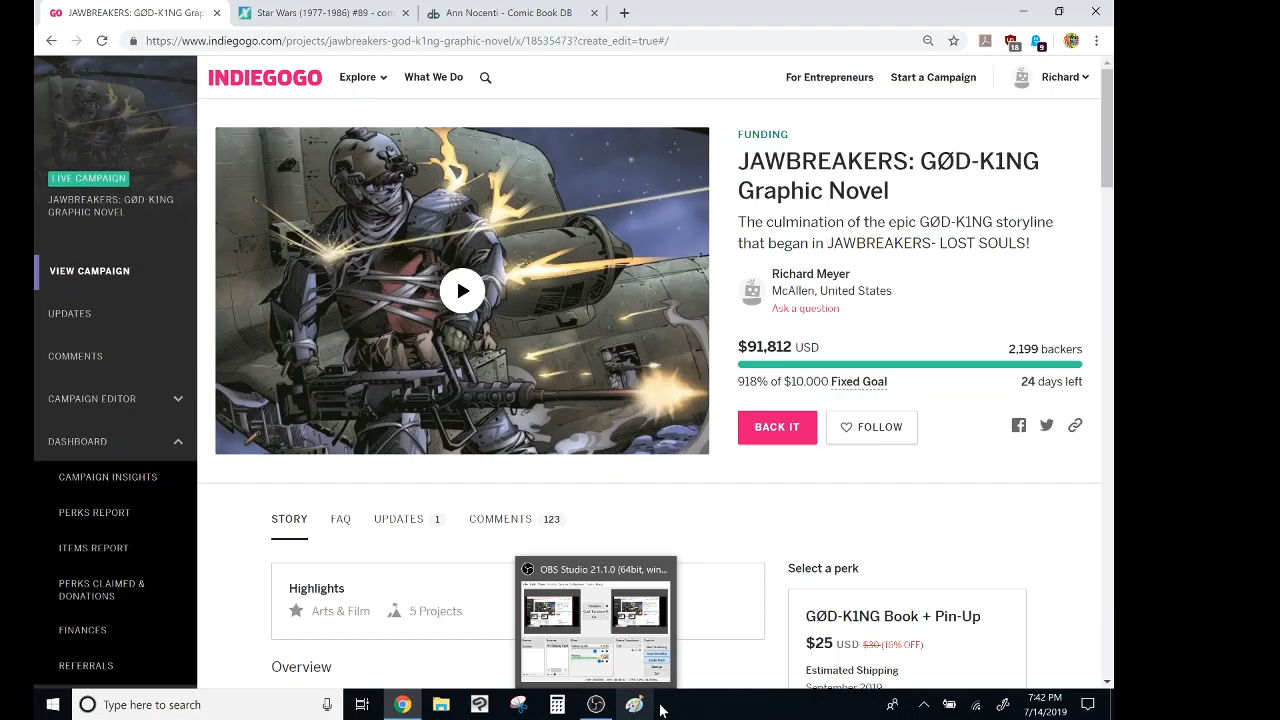 JAWBREAKERS: GØD-K1NG Grap
Star Wars (1977-1986) #89 - com
Ann Nocenti - Comic Book DB
https://www.indiegogo.com/projects/jawbreakers-god-k1ng-graphic-novel/x/18535473?create_edit=true#/
18
9
INDIEGOGO
Explore
What We Do
For Entrepreneurs
Start a Campaign
Richard
LIVE CAMPAIGN
JAWBREAKERS: GØD-K1NG
GRAPHIC NOVEL
VIEW CAMPAIGN
UPDATES
COMMENTS
CAMPAIGN EDITOR
DASHBOARD
CAMPAIGN INSIGHTS
PERKS REPORT
ITEMS REPORT
PERKS CLAIMED &
DONATIONS
FINANCES
REFERRALS
FUNDING
JAWBREAKERS: GØD-K1NG
Graphic Novel
The culmination of the epic GØD-K1NG storyline
that began in JAWBREAKERS- LOST SOULS!
Richard Meyer
McAllen, United States
Ask a question
$91,812 USD
2,199 backers
918% of $10,000 Fixed Goal
24 days left
BACK IT
FOLLOW
STORY
FAQ
UPDATES 1
COMMENTS 123
Highlights
Arts & Film
5 Projects
Overview
OBS Studio 21.1.0 (64bit, win...
Select a perk
GØD-K1NG Book + Pin-Up
$25 USD $30 (16% OFF)
Estimated Shipping
September 2019
Type here to search
7:42 PM
7/14/2019